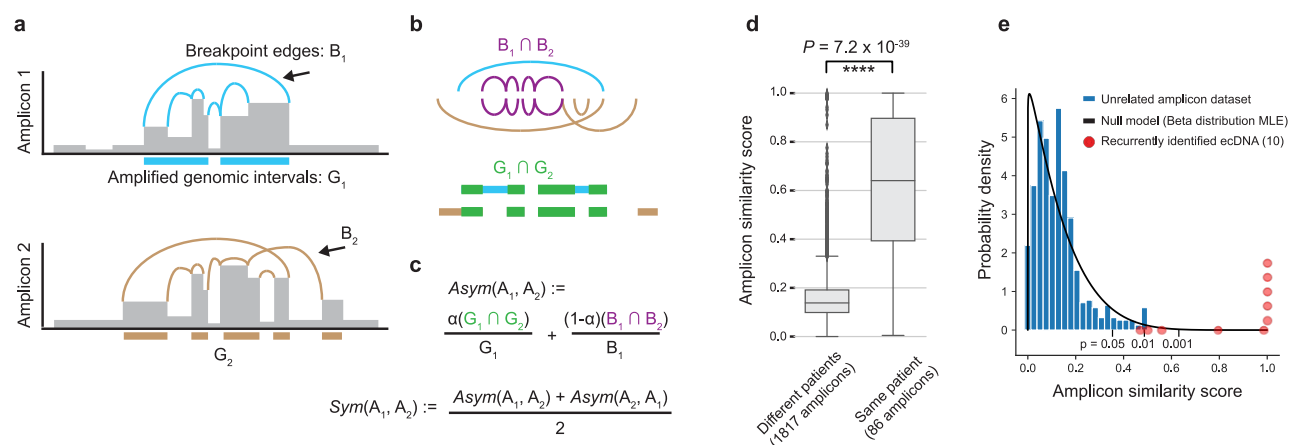 a
Breakpoint edges: B1
Amplicon 1
Amplified genomic intervals: G1
B2
Amplicon 2
G2
b
B1 ∩ B2
G1 ∩ G2
c
Asym(A1, A2) :=
α(G1 ∩ G2)
G1
+
(1-α)(B1 ∩ B2)
B1
Sym(A1, A2) :=
Asym(A1, A2) + Asym(A2, A1)
2
d
P = 7.2 x 10-39
****
Amplicon similarity score
1.0
0.8
0.6
0.4
0.2
0.0
Different patients
(1817 amplicons)
Same patient
(86 amplicons)
e
Unrelated amplicon dataset
Null model (Beta distribution MLE)
Recurrently identified ecDNA (10)
Probability density
6
5
4
3
2
1
0
p = 0.05
0.01
0.001
0.0
0.2
0.4
0.6
0.8
1.0
Amplicon similarity score